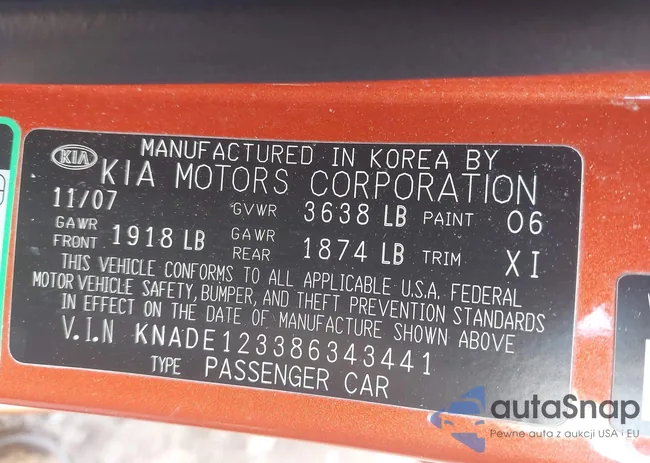 KIA
MANUFACTURED IN KOREA BY
KIA MOTORS CORPORATION
11/07 GVWR 3638 LB PAINT 06
GAWR FRONT 1918 LB GAWR REAR 1874 LB TRIM XI
THIS VEHICLE CONFORMS TO ALL APPLICABLE U.S.A. FEDERAL
MOTOR VEHICLE SAFETY, BUMPER, AND THEFT PREVENTION STANDARDS
IN EFFECT ON THE DATE OF MANUFACTURE SHOWN ABOVE
V.I.N KNADE123386343441
TYPE PASSENGER CAR
autaSnap
Pewne auta z aukcji USA i EU